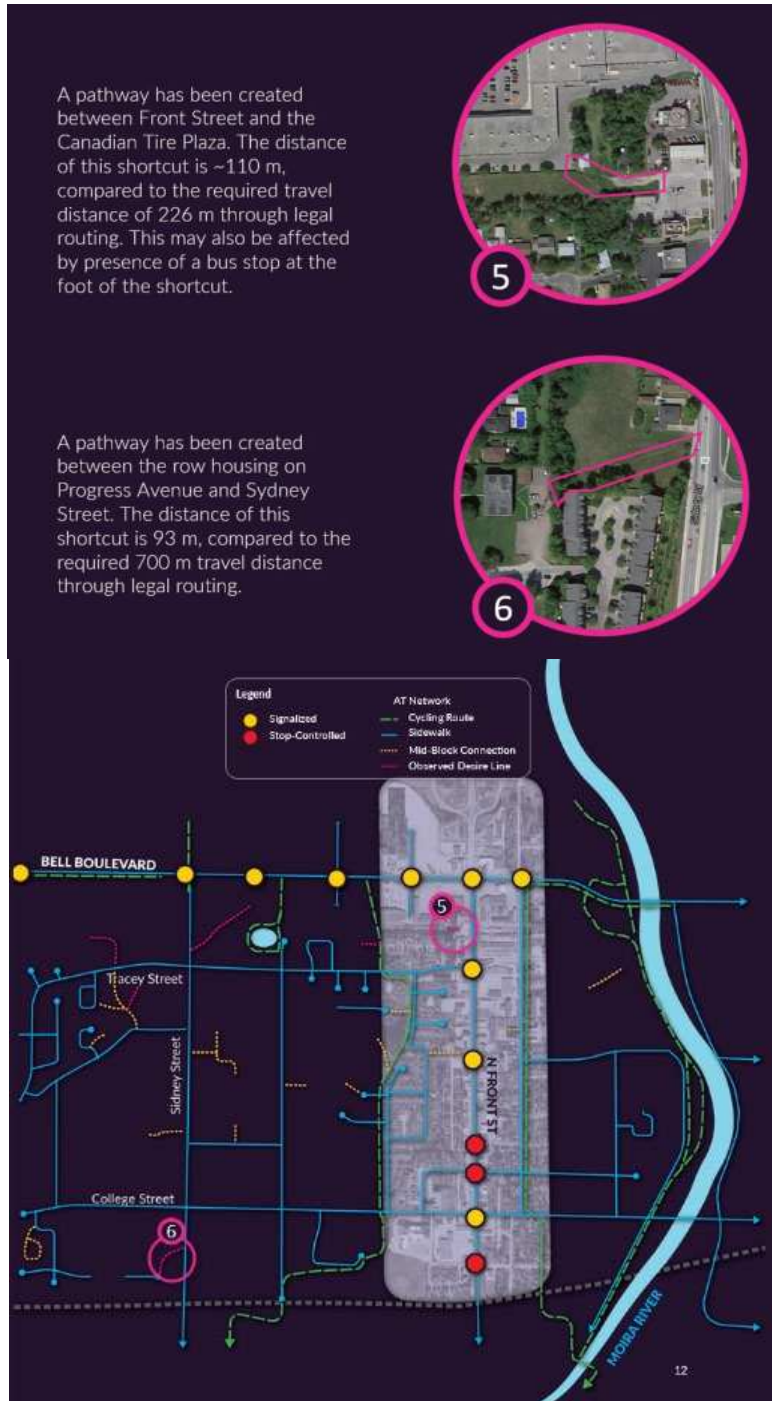 A pathway has been created
between Front Street and the
Canadian Tire Plaza. The distance
of this shortcut is ~110 m,
compared to the required travel
distance of 226 m through legal
routing. This may also be affected
by presence of a bus stop at the
foot of the shortcut.
5
A pathway has been created
between the row housing on
Progress Avenue and Sydney
Street. The distance of this
shortcut is 93 m, compared to the
required 700 m travel distance
through legal routing.
Sidney St
6
Legend
Signalized
Stop-Controlled
AT Network
Cycling Route
Sidewalk
Mid-Block Connection
Observed Desire Line
BELL BOULEVARD
5
Tracey Street
Sidney Street
N FRONT ST
College Street
6
MOIRA RIVER
12